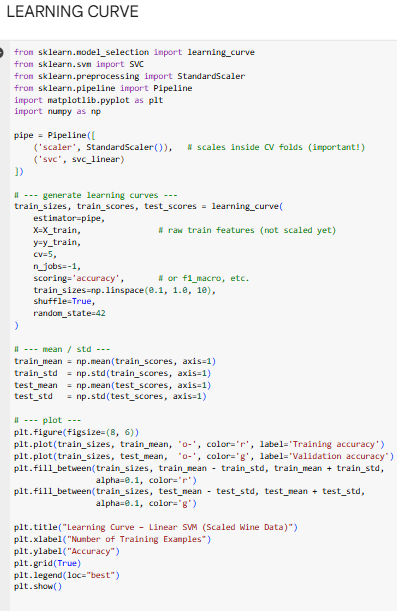 LEARNING CURVE
from sklearn.model_selection import learning_curve
from sklearn.svm import SVC
from sklearn.preprocessing import StandardScaler
from sklearn.pipeline import Pipeline
import matplotlib.pyplot as plt
import numpy as np
pipe = Pipeline([
('scaler', StandardScaler()), # scales inside CV folds (important!)
('svc', svc_linear)
])
# --- generate learning curves ---
train_sizes, train_scores, test_scores = learning_curve(
estimator=pipe,
X=X_train, # raw train features (not scaled yet)
y=y_train,
cv=5,
n_jobs=-1,
scoring='accuracy', # or f1_macro, etc.
train_sizes=np.linspace(0.1, 1.0, 10),
shuffle=True,
random_state=42
)
# --- mean / std ---
train_mean = np.mean(train_scores, axis=1)
train_std = np.std(train_scores, axis=1)
test_mean = np.mean(test_scores, axis=1)
test_std = np.std(test_scores, axis=1)
# --- plot ---
plt.figure(figsize=(8, 6))
plt.plot(train_sizes, train_mean, 'o-', color='r', label='Training accuracy')
plt.plot(train_sizes, test_mean, 'o-', color='g', label='Validation accuracy')
plt.fill_between(train_sizes, train_mean - train_std, train_mean + train_std,
alpha=0.1, color='r')
plt.fill_between(train_sizes, test_mean - test_std, test_mean + test_std,
alpha=0.1, color='g')
plt.title("Learning Curve – Linear SVM (Scaled Wine Data)")
plt.xlabel("Number of Training Examples")
plt.ylabel("Accuracy")
plt.grid(True)
plt.legend(loc="best")
plt.show()